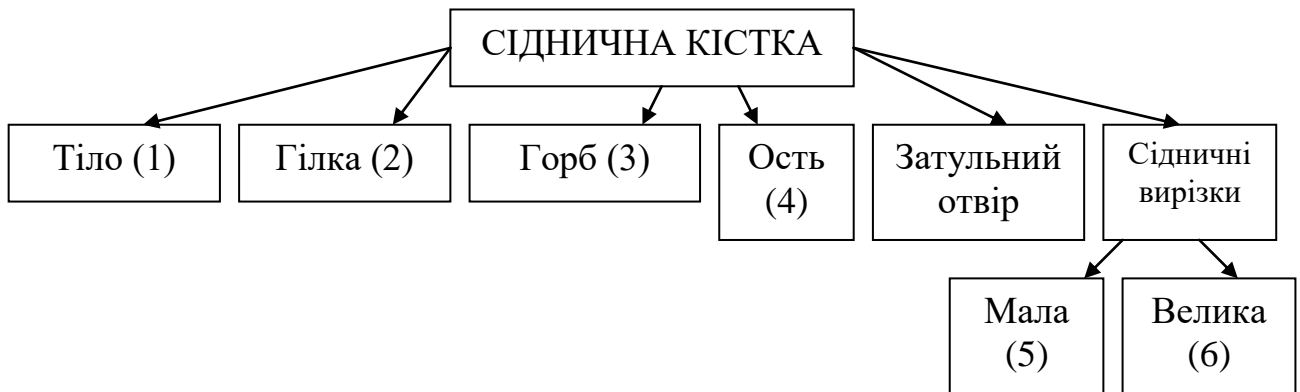 СІДНИЧНА КІСТКА
Тіло (1)
Гілка (2)
Горб (3)
Ость
(4)
Затульний
отвір
Сідничні
вирізки
Мала
(5)
Велика
(6)